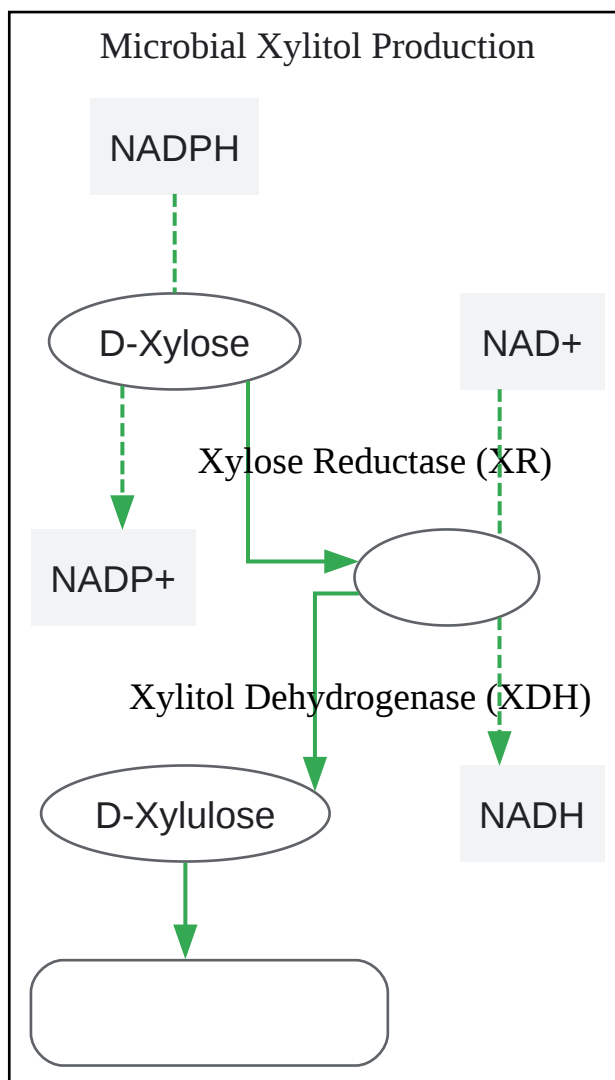 Microbial Xylitol Production
NADPH
D-Xylose
NAD+
Xylose Reductase (XR)
NADP+
Xylitol Dehydrogenase (XDH)
D-Xylulose
NADH